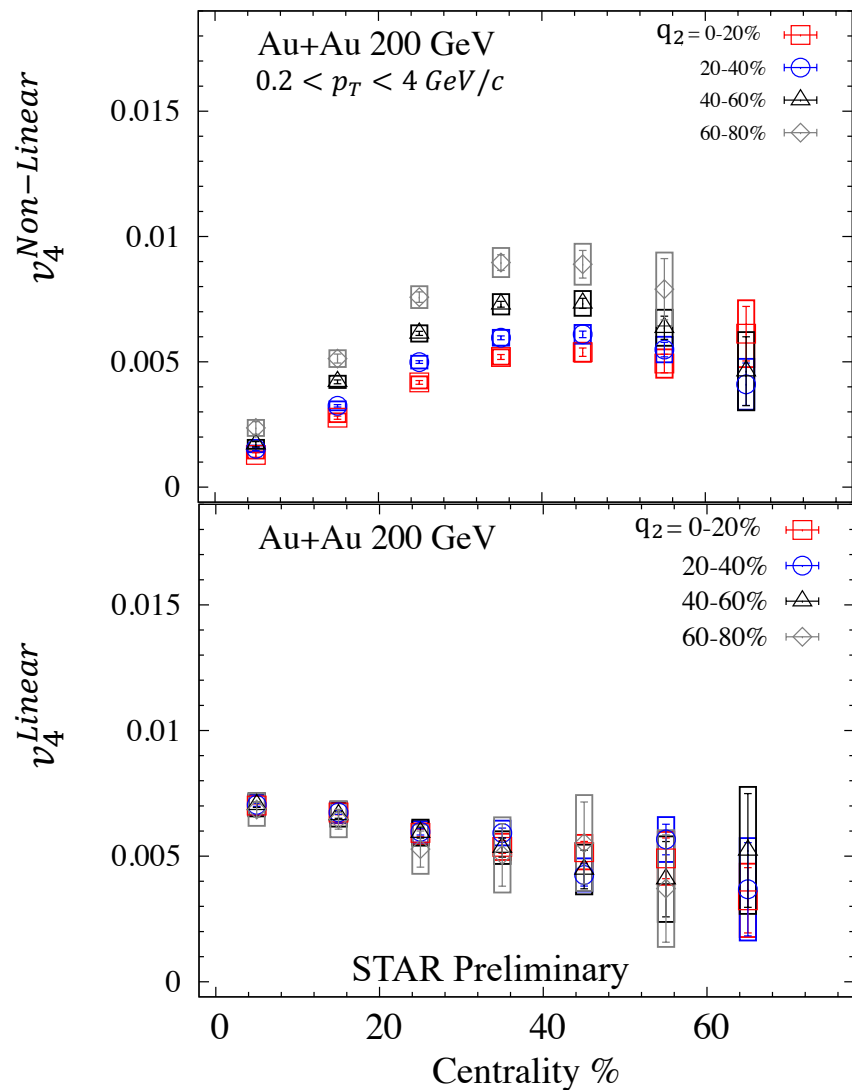 Au+Au 200 GeV
0.2 < p_T < 4 GeV/c
q₂ = 0-20%
20-40%
40-60%
60-80%
v_4^{Non-Linear}
0.015
0.01
0.005
0
Au+Au 200 GeV
q₂ = 0-20%
20-40%
40-60%
60-80%
v_4^{Linear}
0.015
0.01
0.005
0
STAR Preliminary
0 20 40 60
Centrality %